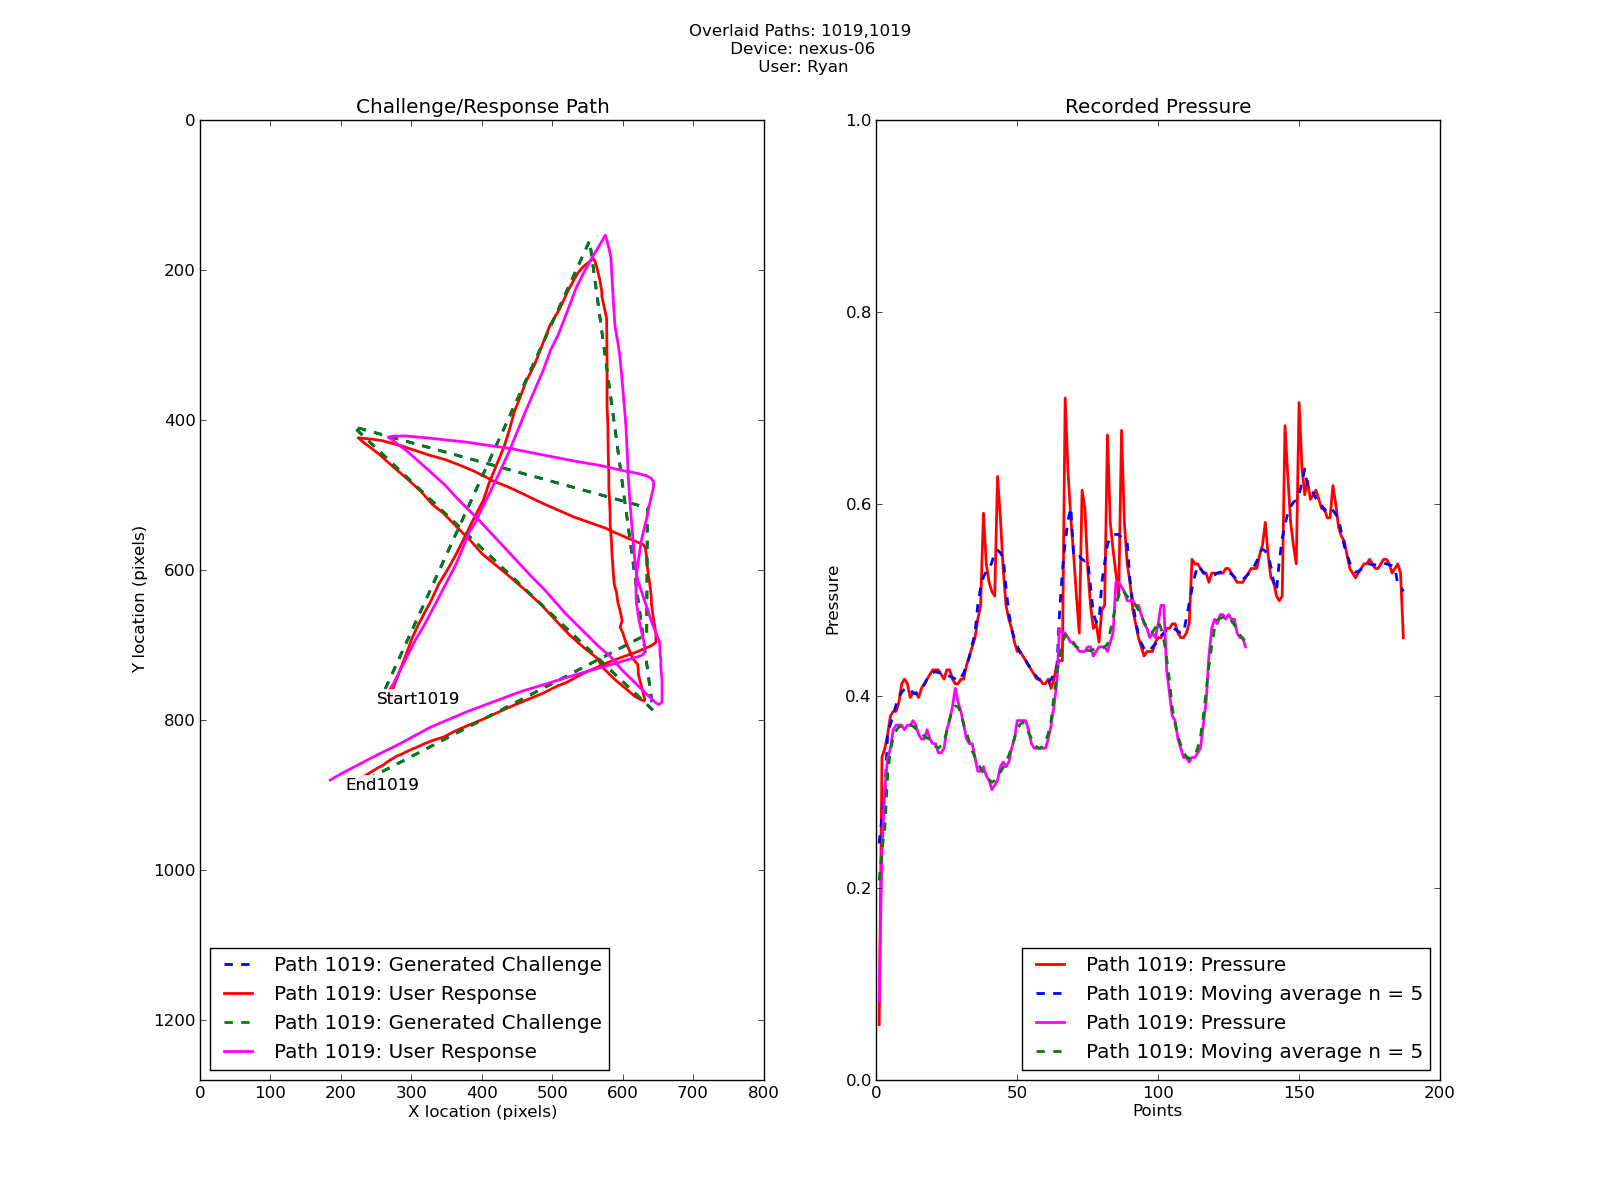 Overlaid Paths: 1019,1019
Device: nexus-06
User: Ryan
Challenge/Response Path
0
200
400
600
800
1000
1200
Y location (pixels)
Start1019
End1019
Path 1019: Generated Challenge
Path 1019: User Response
Path 1019: Generated Challenge
Path 1019: User Response
0 100 200 300 400 500 600 700 800
X location (pixels)
Recorded Pressure
1.0
0.8
0.6
0.4
0.2
0.0
Pressure
Path 1019: Pressure
Path 1019: Moving average n = 5
Path 1019: Pressure
Path 1019: Moving average n = 5
0 50 100 150 200
Points